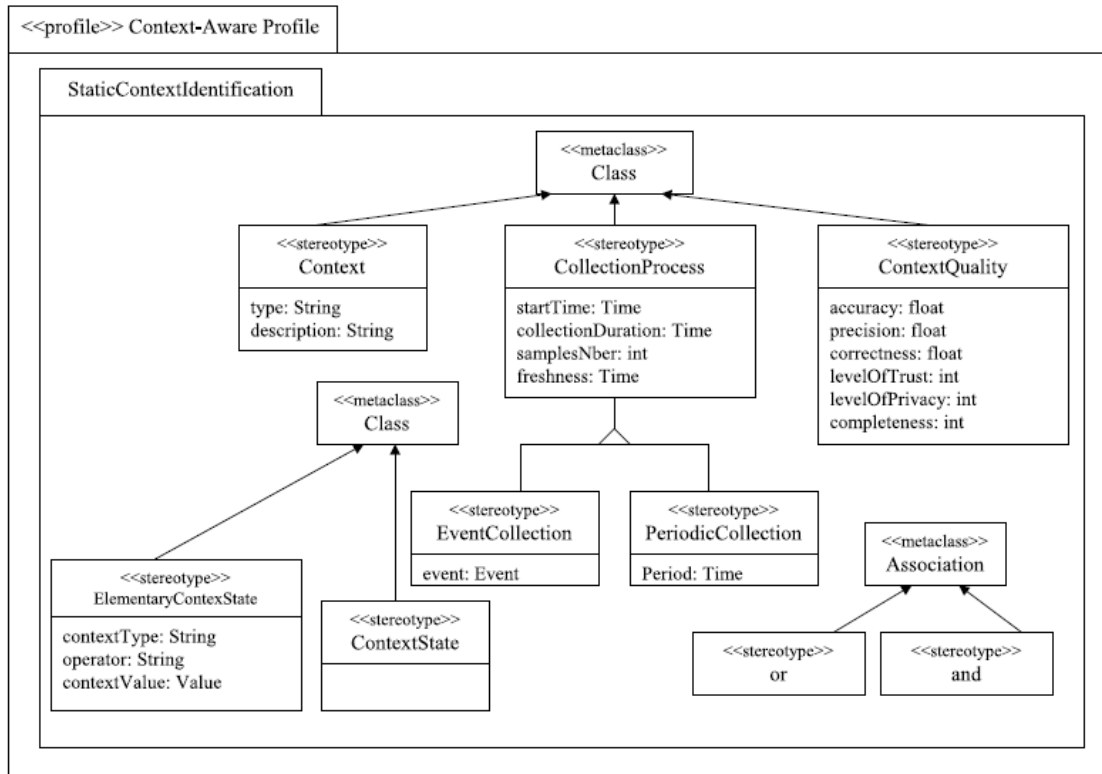 <<profile>> Context-Aware Profile
StaticContextIdentification
<<metaclass>>
Class
<<stereotype>>
Context
type: String
description: String
<<stereotype>>
CollectionProcess
startTime: Time
collectionDuration: Time
samplesNber: int
freshness: Time
<<stereotype>>
ContextQuality
accuracy: float
precision: float
correctness: float
levelOfTrust: int
levelOfPrivacy: int
completeness: int
<<metaclass>>
Class
<<stereotype>>
EventCollection
event: Event
<<stereotype>>
PeriodicCollection
Period: Time
<<metaclass>>
Association
<<stereotype>>
ElementaryContexState
contextType: String
operator: String
contextValue: Value
<<stereotype>>
ContextState
<<stereotype>>
or
<<stereotype>>
and